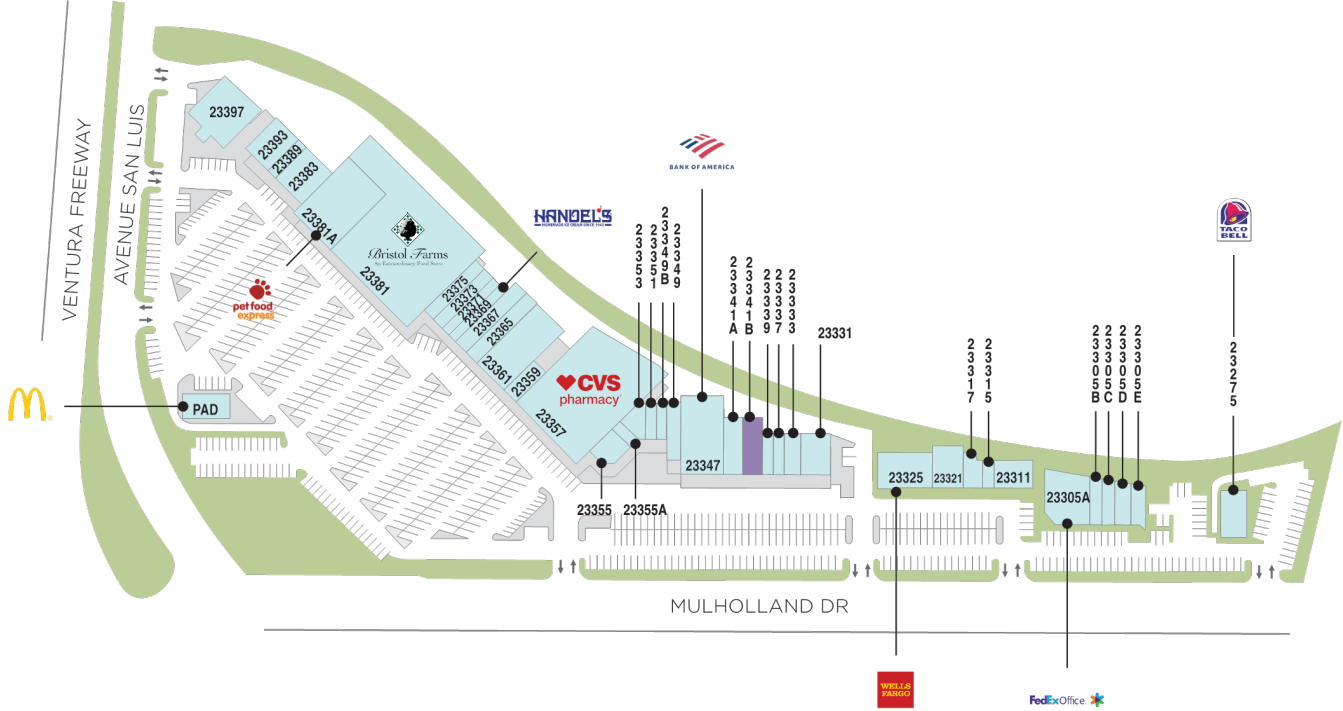 VENTURA FREEWAY
AVENUE SAN LUIS
23397
23393
23389
23383
23381A
pet food
express
Bristol Farms
An Extraordinary Food Store
23381
HANDEL'S
HOMEMADE ICE CREAM SINCE 1945
23375
23373
23371
23369
23367
23365
23361
23359
CVS
pharmacy
23357
23355
23355A
23353
23351
23349B
23349
BANK OF AMERICA
23347
23341A
23341B
23339
23337
23333
23331
23325
23321
23317
23315
23311
23305A
23305B
23305C
23305D
23305E
TACO
BELL
23275
M
PAD
MULHOLLAND DR
WELLS
FARGO
FedEx Office